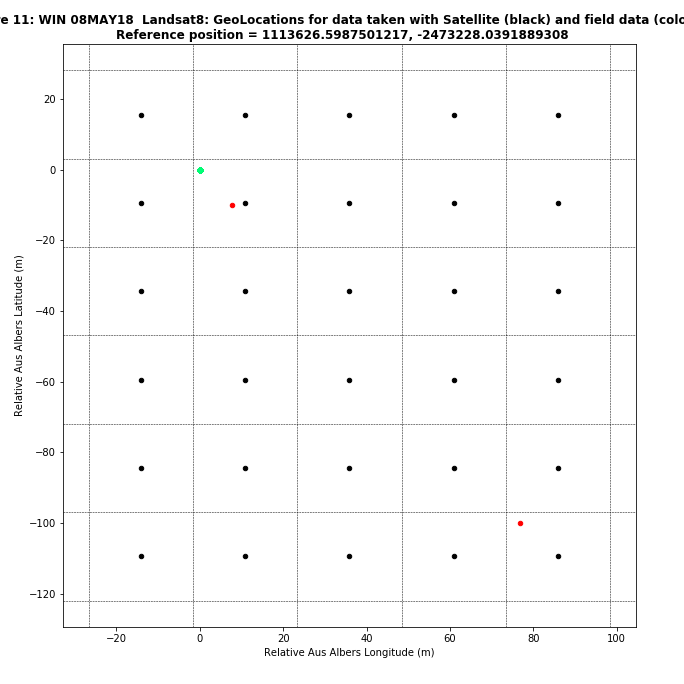 e 11: WIN 08MAY18 Landsat8: GeoLocations for data taken with Satellite (black) and field data (colo
Reference position = 1113626.5987501217, -2473228.0391889308
20
0
−20
−40
−60
−80
−100
−120
Relative Aus Albers Latitude (m)
−20 0 20 40 60 80 100
Relative Aus Albers Longitude (m)